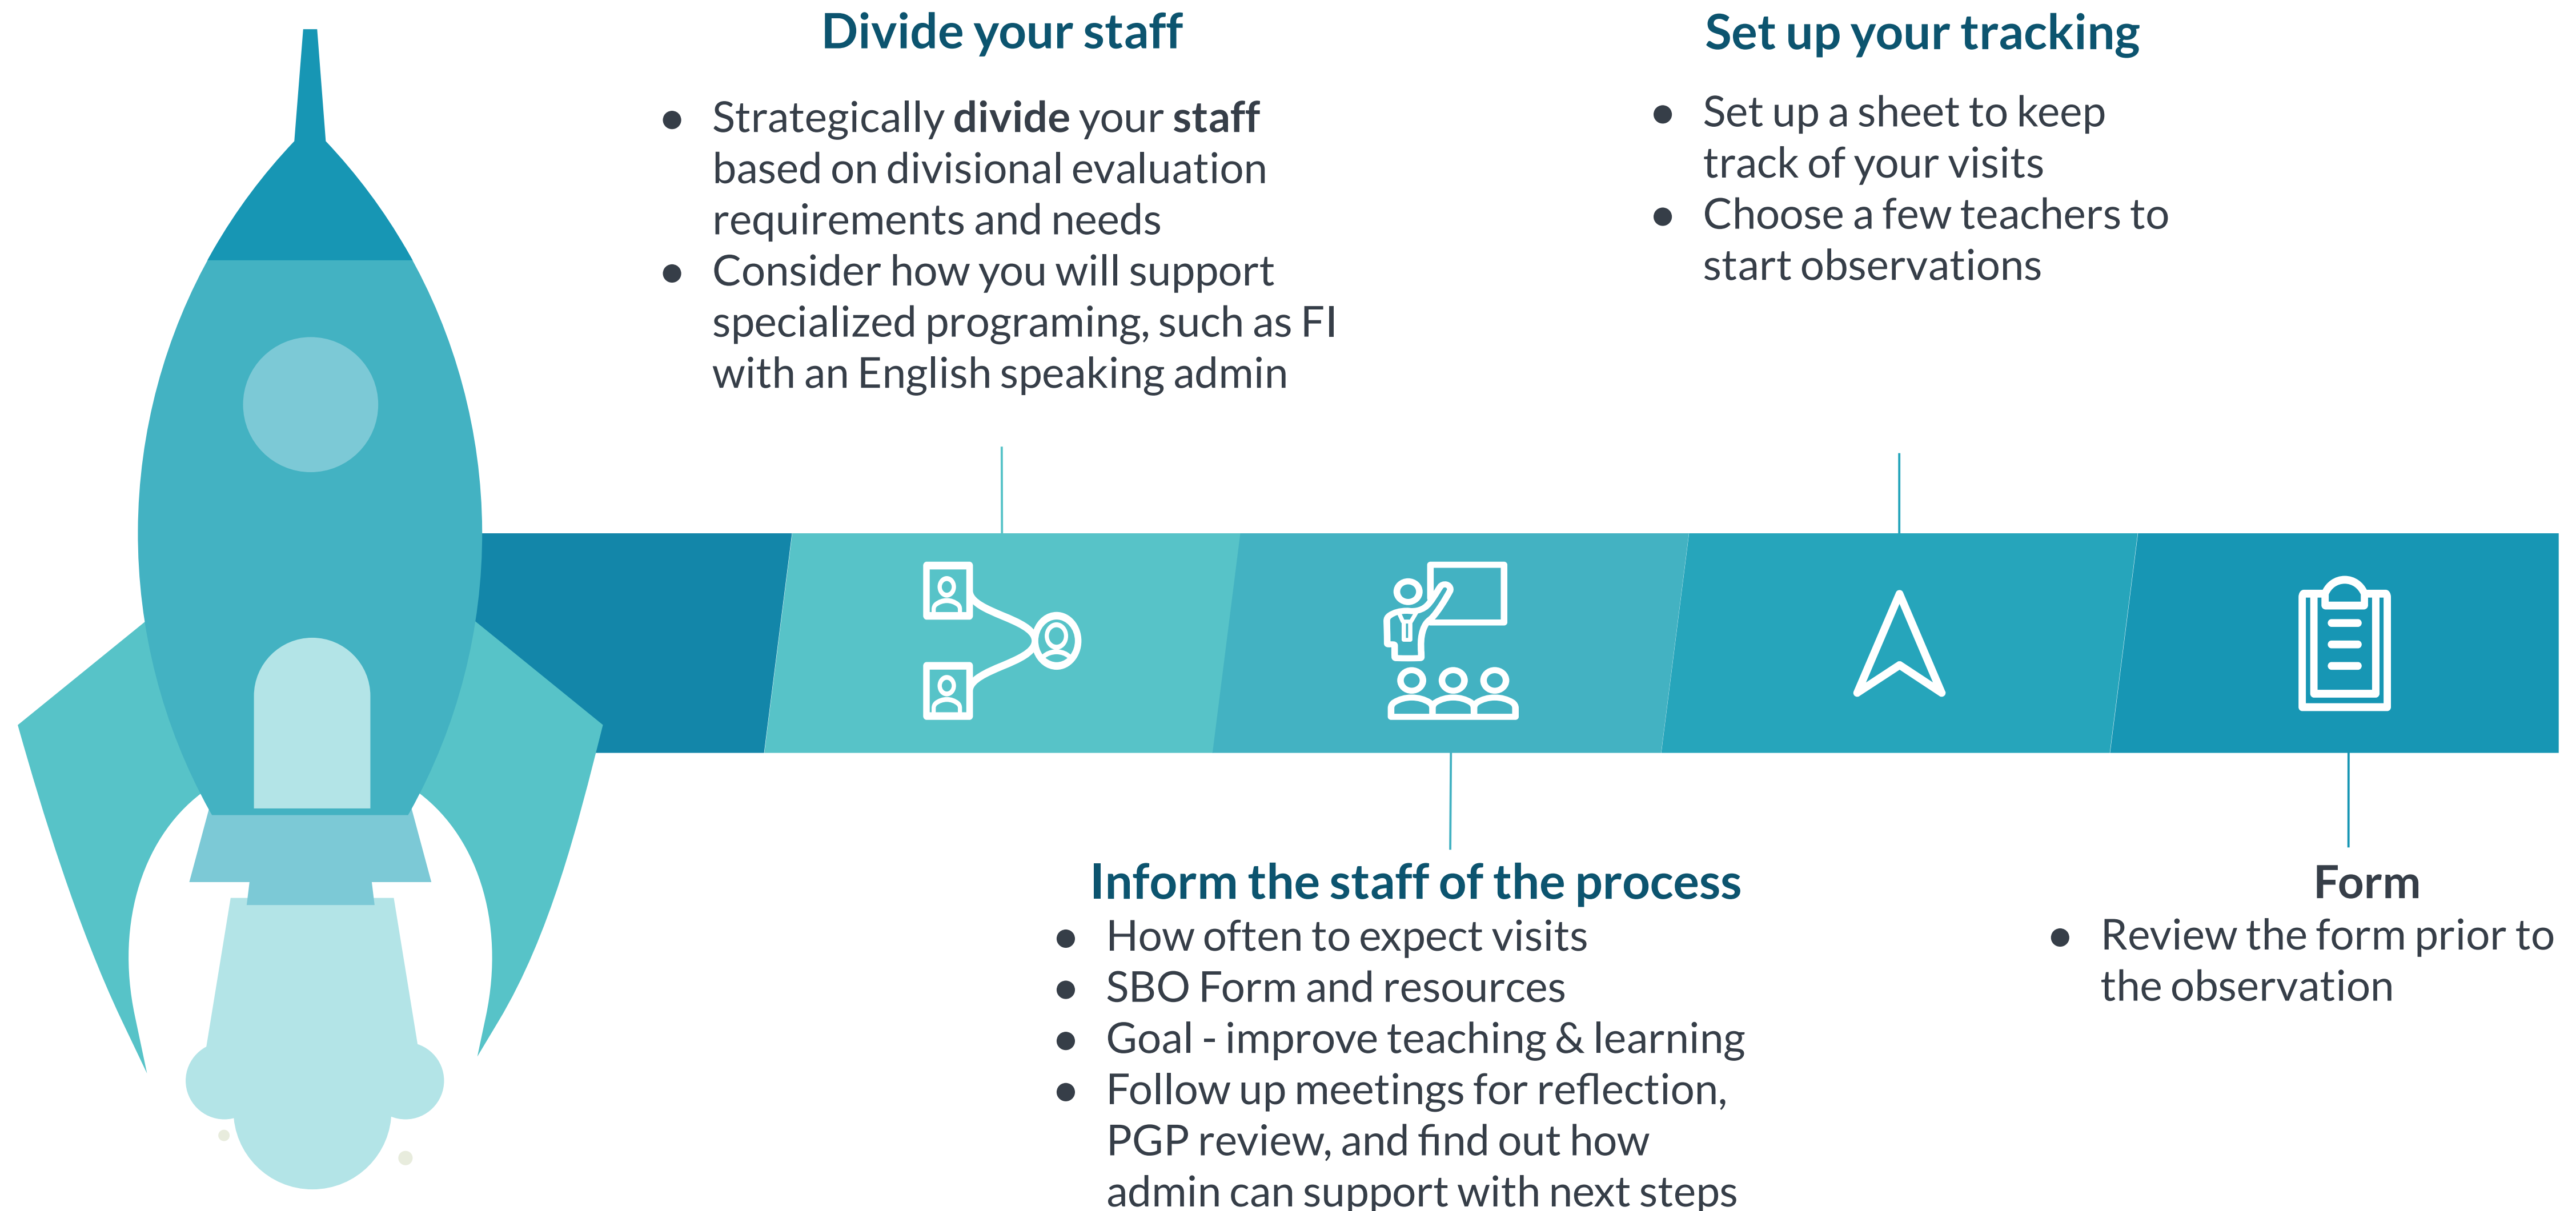 Divide your staff
● Strategically divide your staff
based on divisional evaluation
requirements and needs
● Consider how you will support
specialized programing, such as FI
with an English speaking admin
Set up your tracking
● Set up a sheet to keep
track of your visits
● Choose a few teachers to
start observations
Inform the staff of the process
● How often to expect visits
● SBO Form and resources
● Goal - improve teaching & learning
● Follow up meetings for reflection,
PGP review, and find out how
admin can support with next steps
Form
● Review the form prior to
the observation